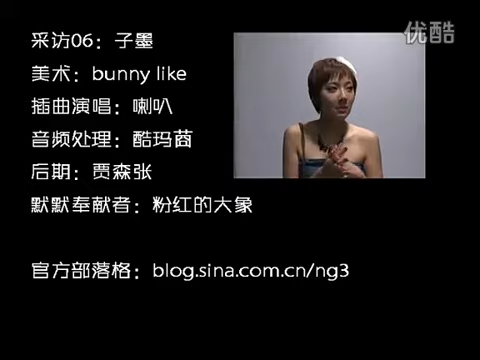 优酷
采访06：子墨
美术：bunny like
插曲演唱：喇叭
音频处理：酷玛茵
后期：贾森张
默默奉献者：粉红的大象
官方部落格：blog.sina.com.cn/ng3